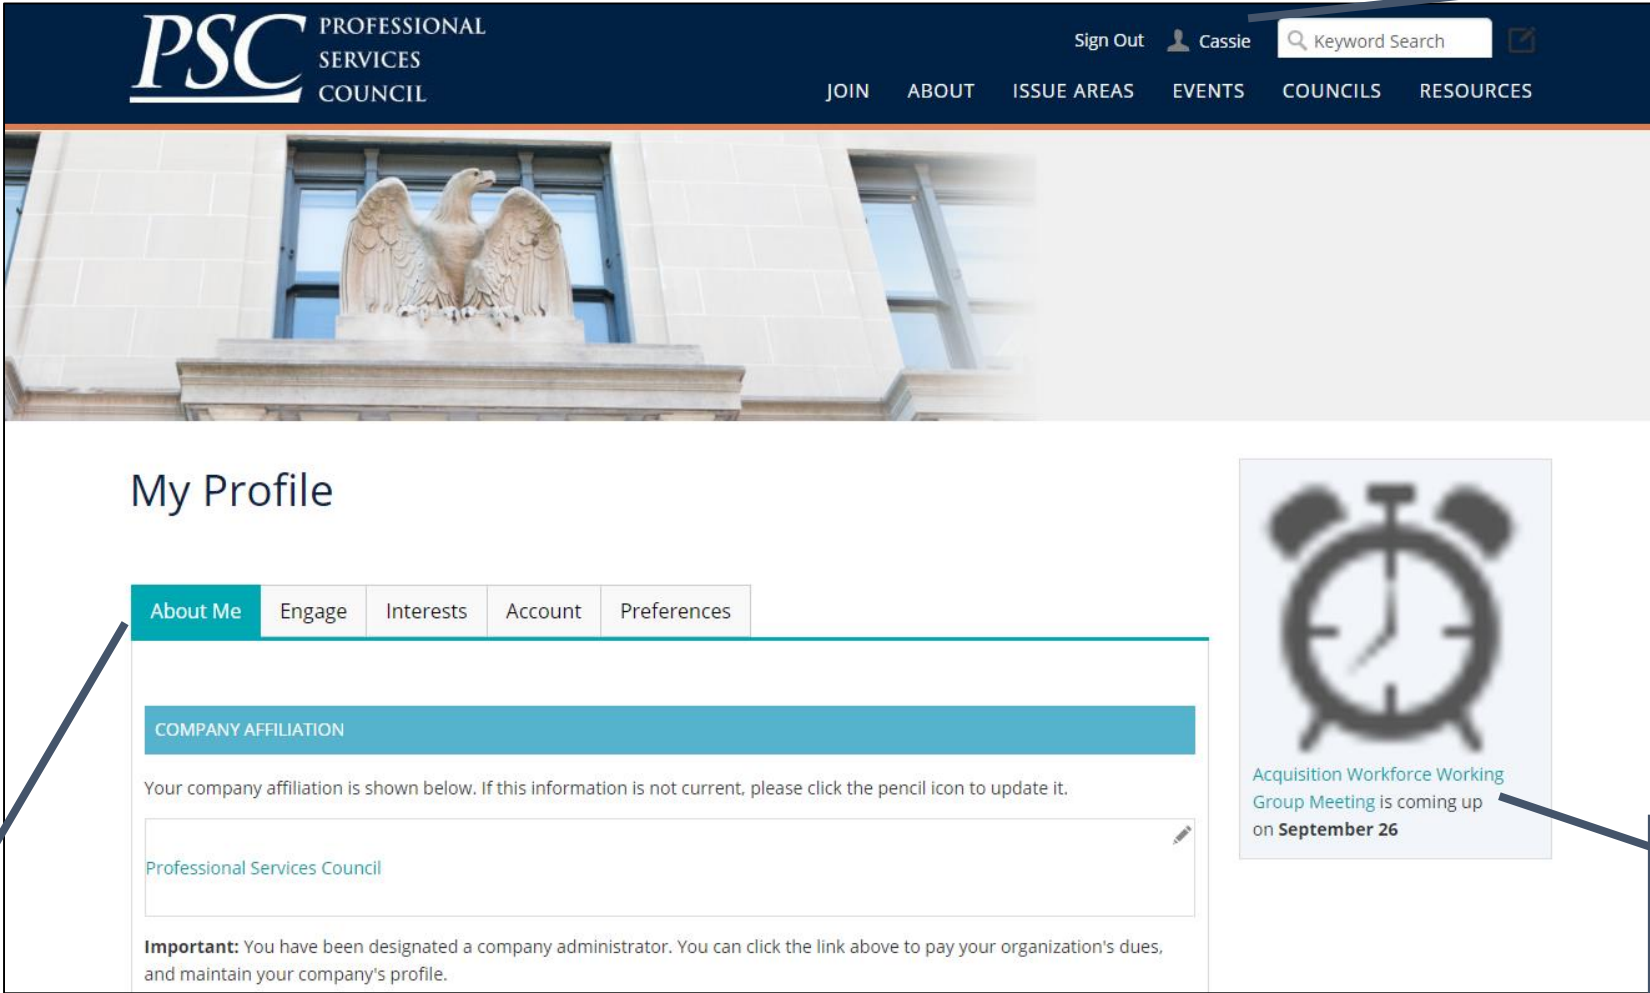 PSC
PROFESSIONAL
SERVICES
COUNCIL
Sign Out
Cassie
Keyword Search
JOIN
ABOUT
ISSUE AREAS
EVENTS
COUNCILS
RESOURCES
My Profile
About Me
Engage
Interests
Account
Preferences
COMPANY AFFILIATION
Your company affiliation is shown below. If this information is not current, please click the pencil icon to update it.
Professional Services Council
Important: You have been designated a company administrator. You can click the link above to pay your organization's dues,
and maintain your company's profile.
Acquisition Workforce Working
Group Meeting is coming up
on September 26